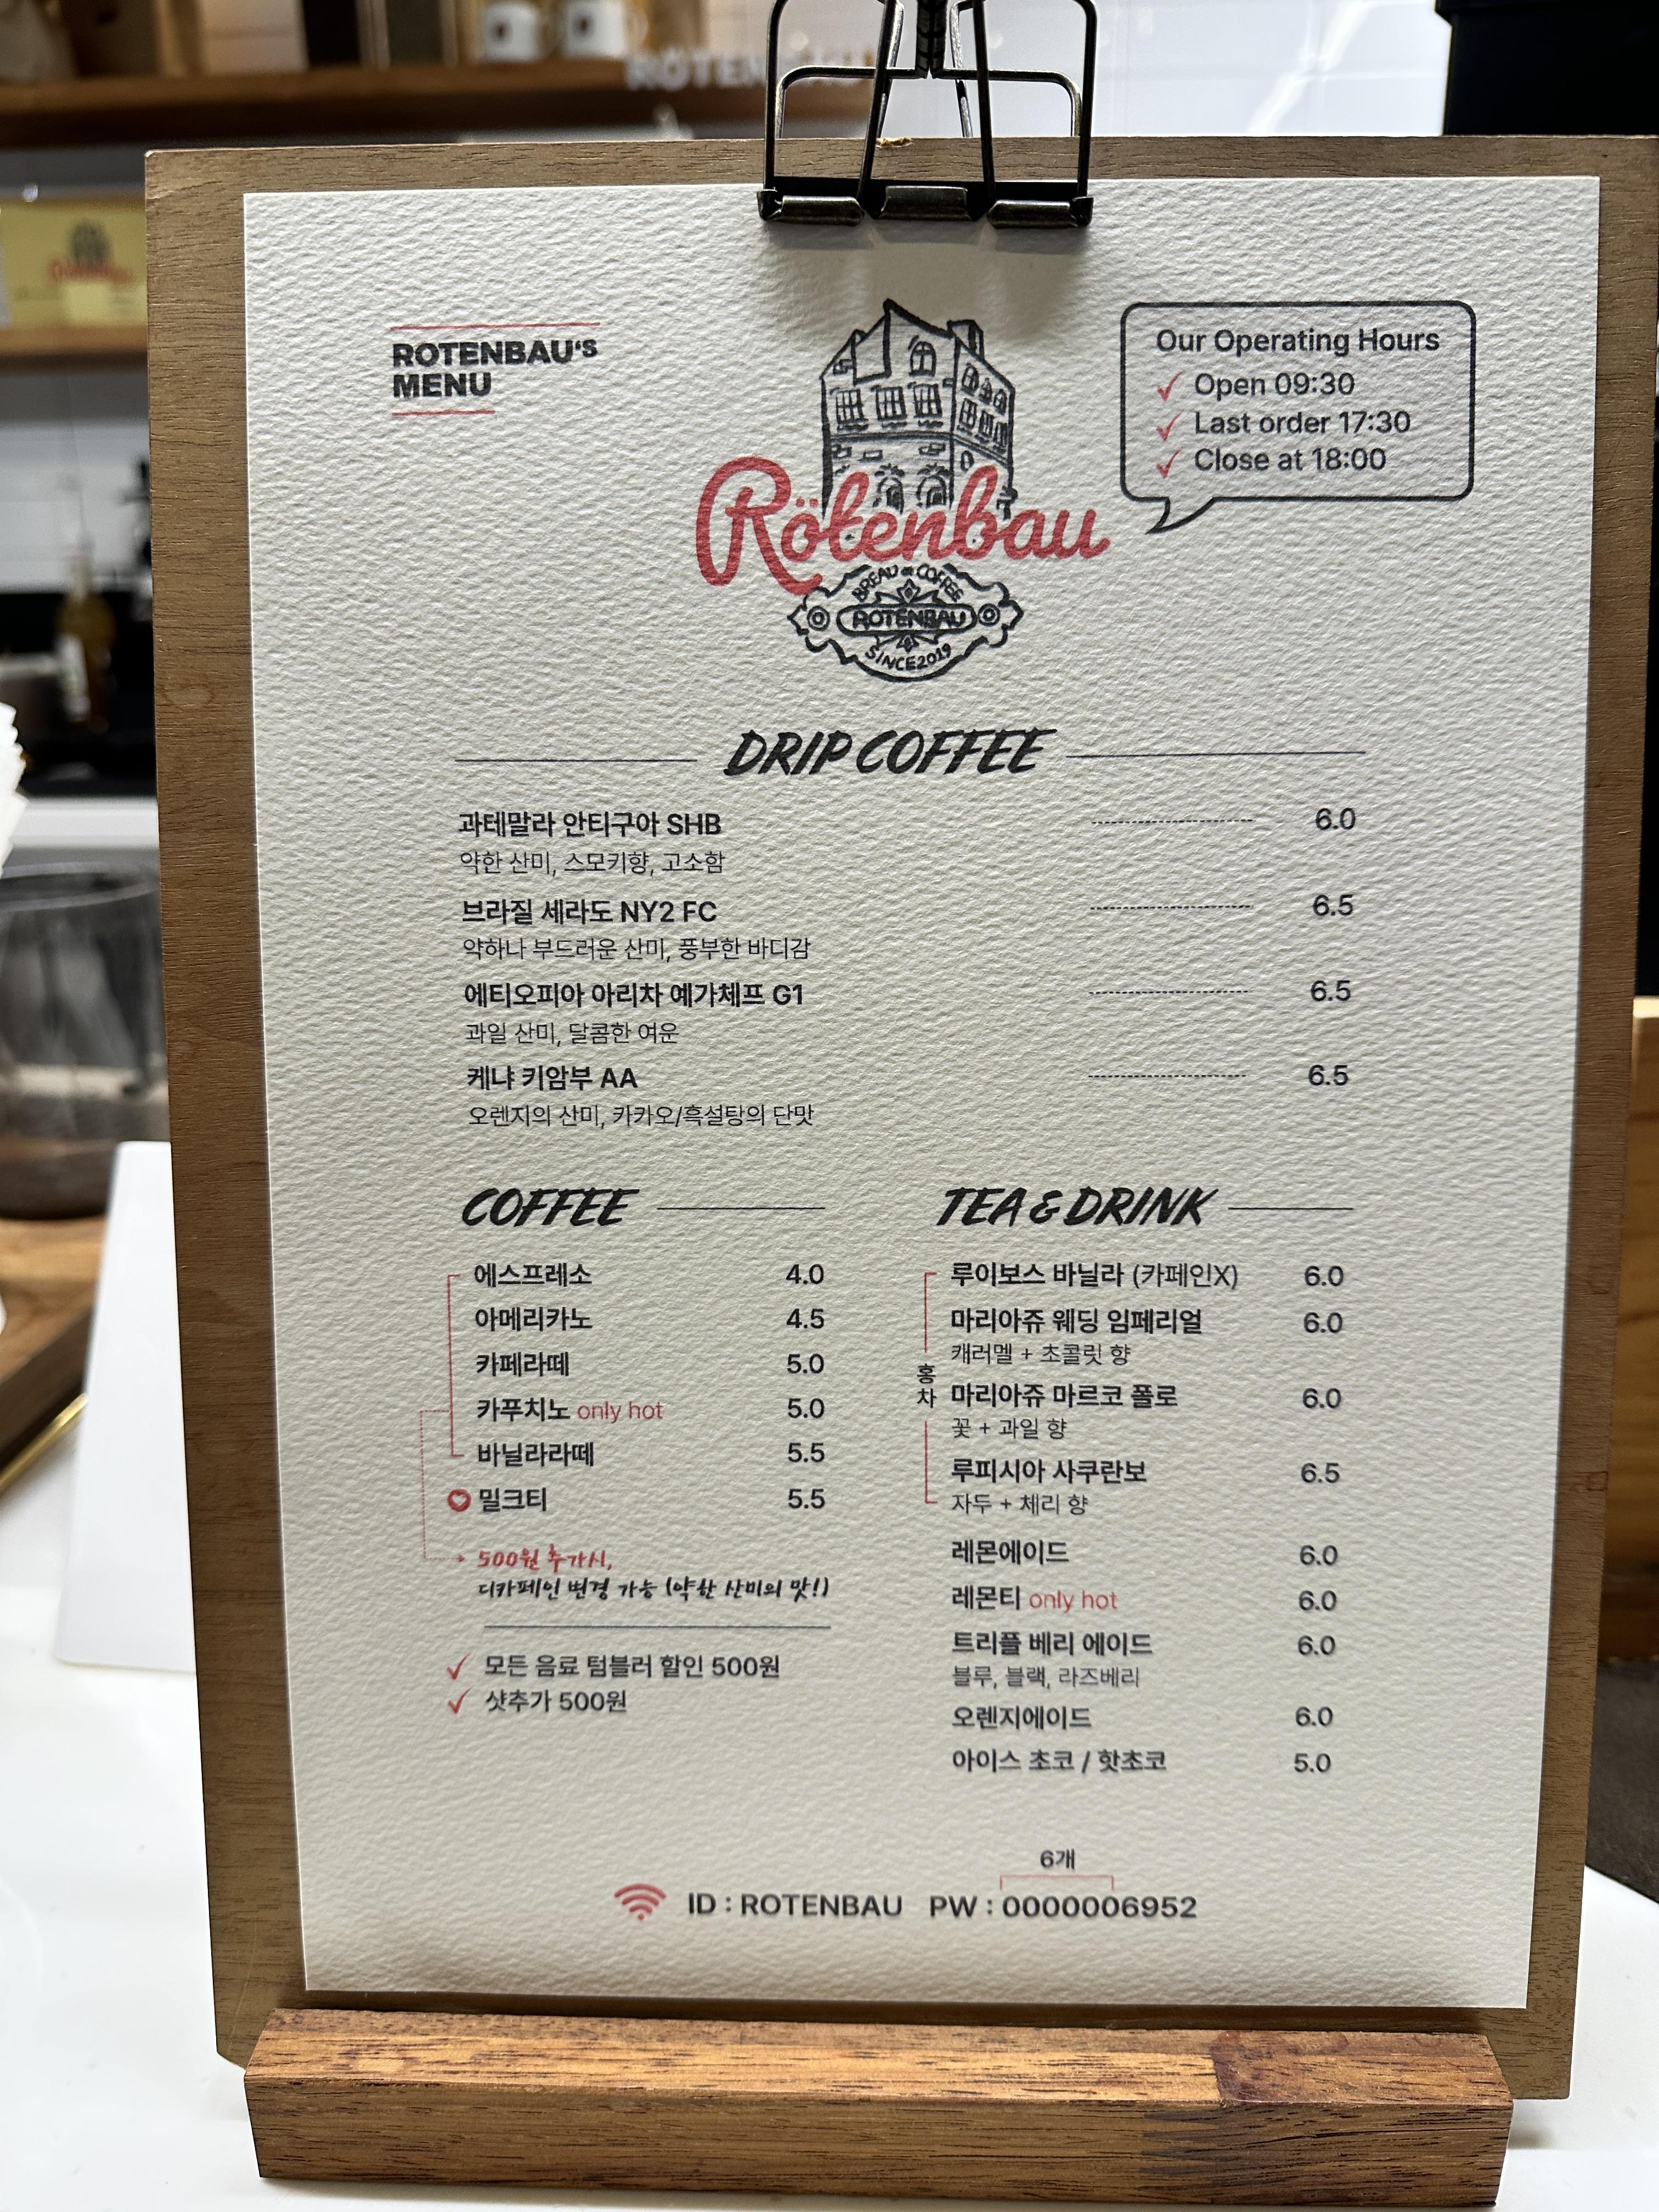 ROTENBAU'S
MENU
Rötenbau
BREAD & COFFEE
ROTENBAU
SINCE 2019
Our Operating Hours
✓ Open 09:30
✓ Last order 17:30
✓ Close at 18:00
DRIP COFFEE
과테말라 안티구아 SHB 6.0
약한 산미, 스모키향, 고소함
브라질 세라도 NY2 FC 6.5
약하나 부드러운 산미, 풍부한 바디감
에티오피아 아리차 예가체프 G1 6.5
과일 산미, 달콤한 여운
케냐 키암부 AA 6.5
오렌지의 산미, 카카오/흑설탕의 단맛
COFFEE
에스프레소 4.0
아메리카노 4.5
카페라떼 5.0
카푸치노 only hot 5.0
바닐라라떼 5.5
밀크티 5.5
500원 추가시,
디카페인 변경 가능 (약한 산미의 맛!)
✓ 모든 음료 텀블러 할인 500원
✓ 샷추가 500원
TEA & DRINK
홍차
루이보스 바닐라 (카페인X) 6.0
마리아쥬 웨딩 임페리얼 6.0
캬러멜 + 초콜릿 향
마리아쥬 마르코 폴로 6.0
꽃 + 과일 향
루피시아 사쿠란보 6.5
자두 + 체리 향
레몬에이드 6.0
레몬티 only hot 6.0
트리플 베리 에이드 6.0
블루, 블랙, 라즈베리
오렌지에이드 6.0
아이스 초코 / 핫초코 5.0
6개
ID : ROTENBAU PW : 0000006952